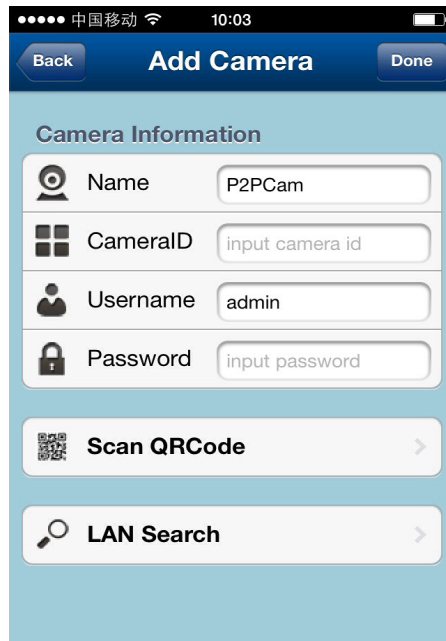 中国移动 10:03
Back Add Camera Done
Camera Information
Name P2PCam
CameraID input camera id
Username admin
Password input password
Scan QRCode
LAN Search